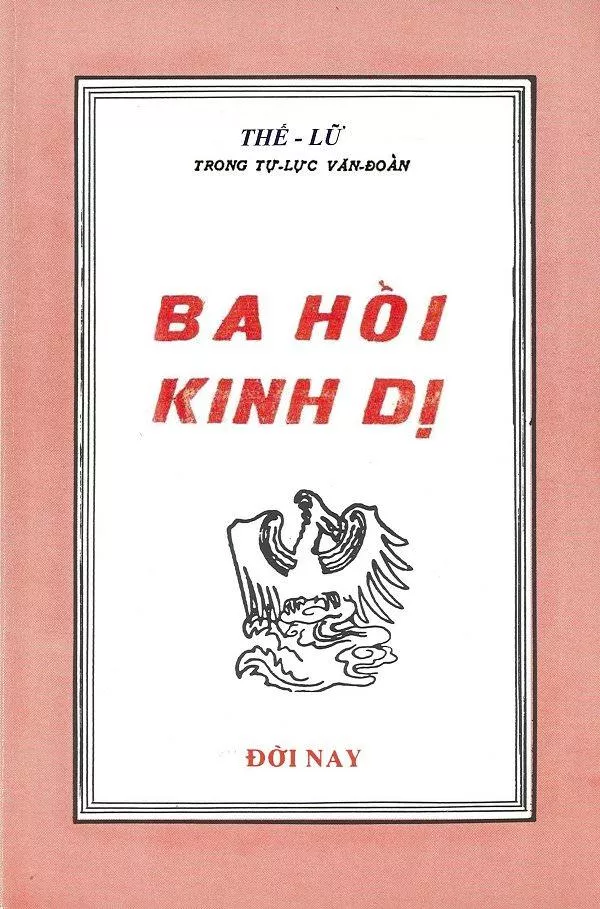 THẾ - LỮ
TRONG TỰ-LỰC VĂN-ĐOÀN
BA HỒI
KINH DỊ
ĐỜI NAY